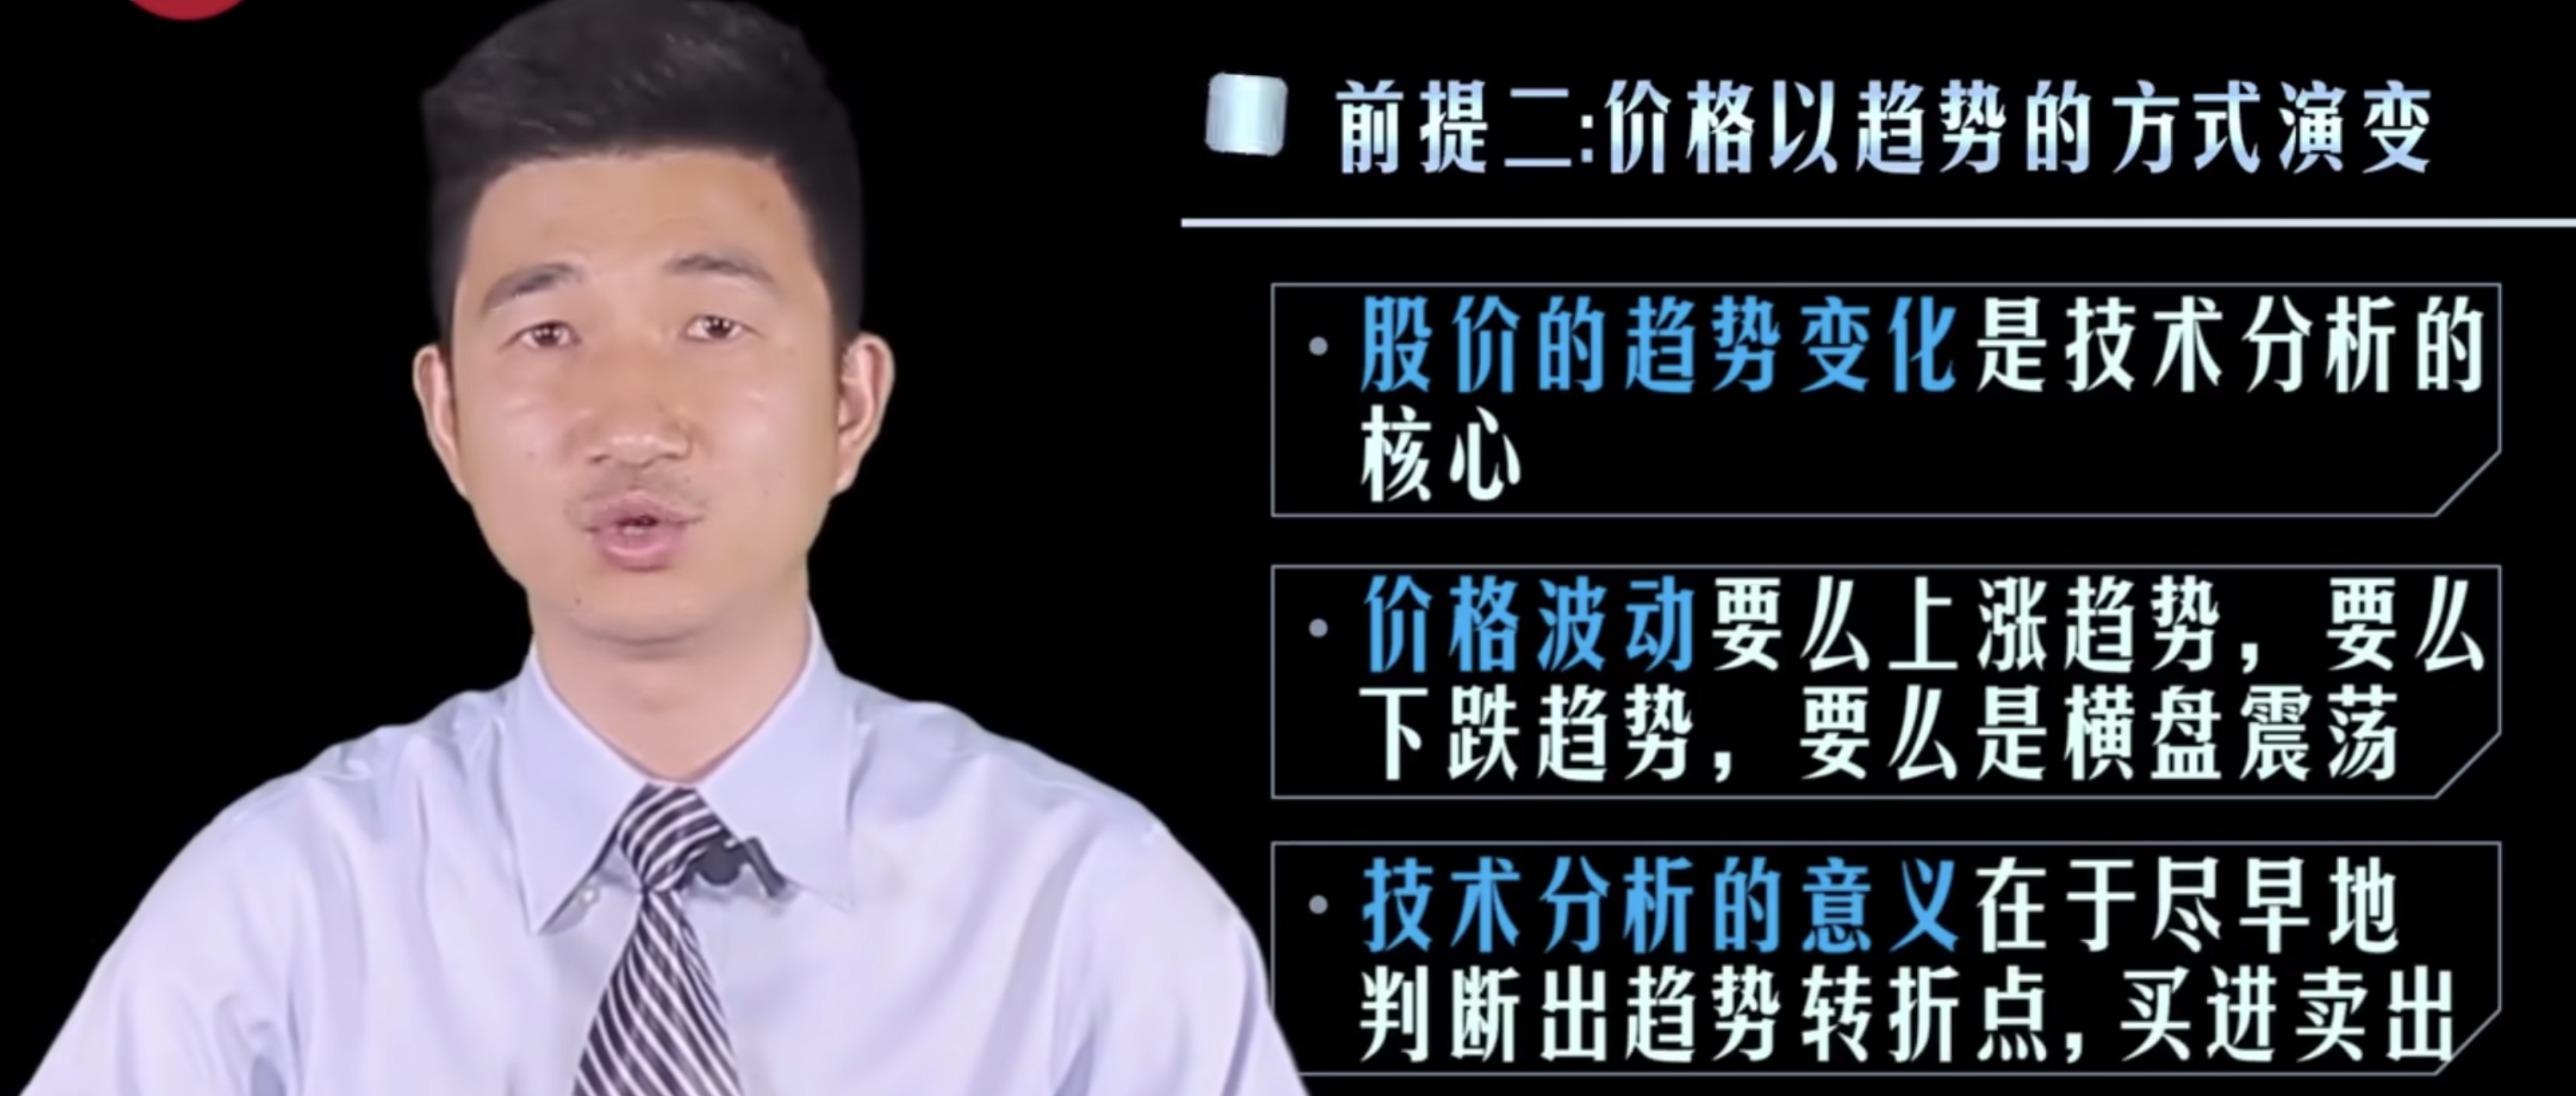 前提二:价格以趋势的方式演变
股价的趋势变化是技术分析的
核心
价格波动要么上涨趋势，要么
下跌趋势，要么是横盘震荡
技术分析的意义在于尽早地
判断出趋势转折点，买进卖出